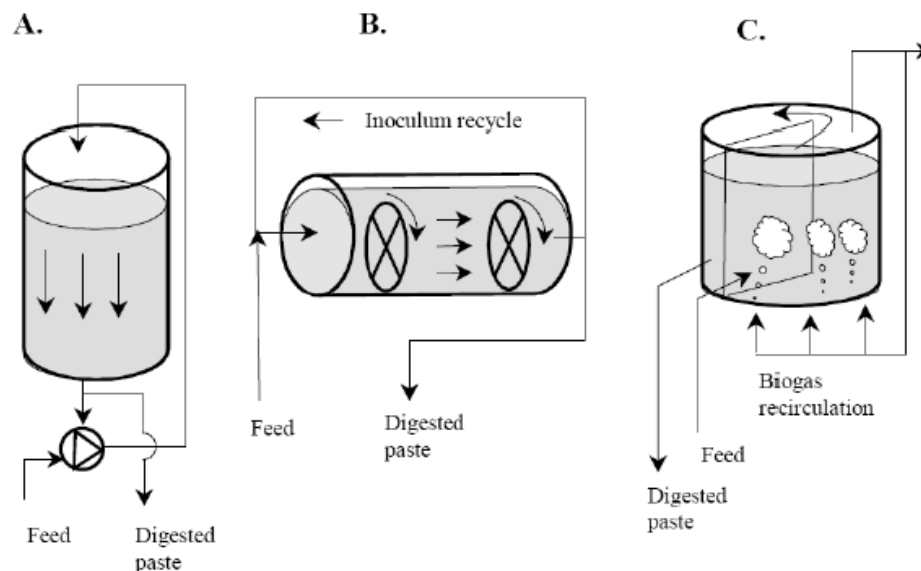 A.
B.
C.
Inoculum recycle
Feed
Digested
paste
Feed
Digested
paste
Biogas
recirculation
Feed
Digested
paste